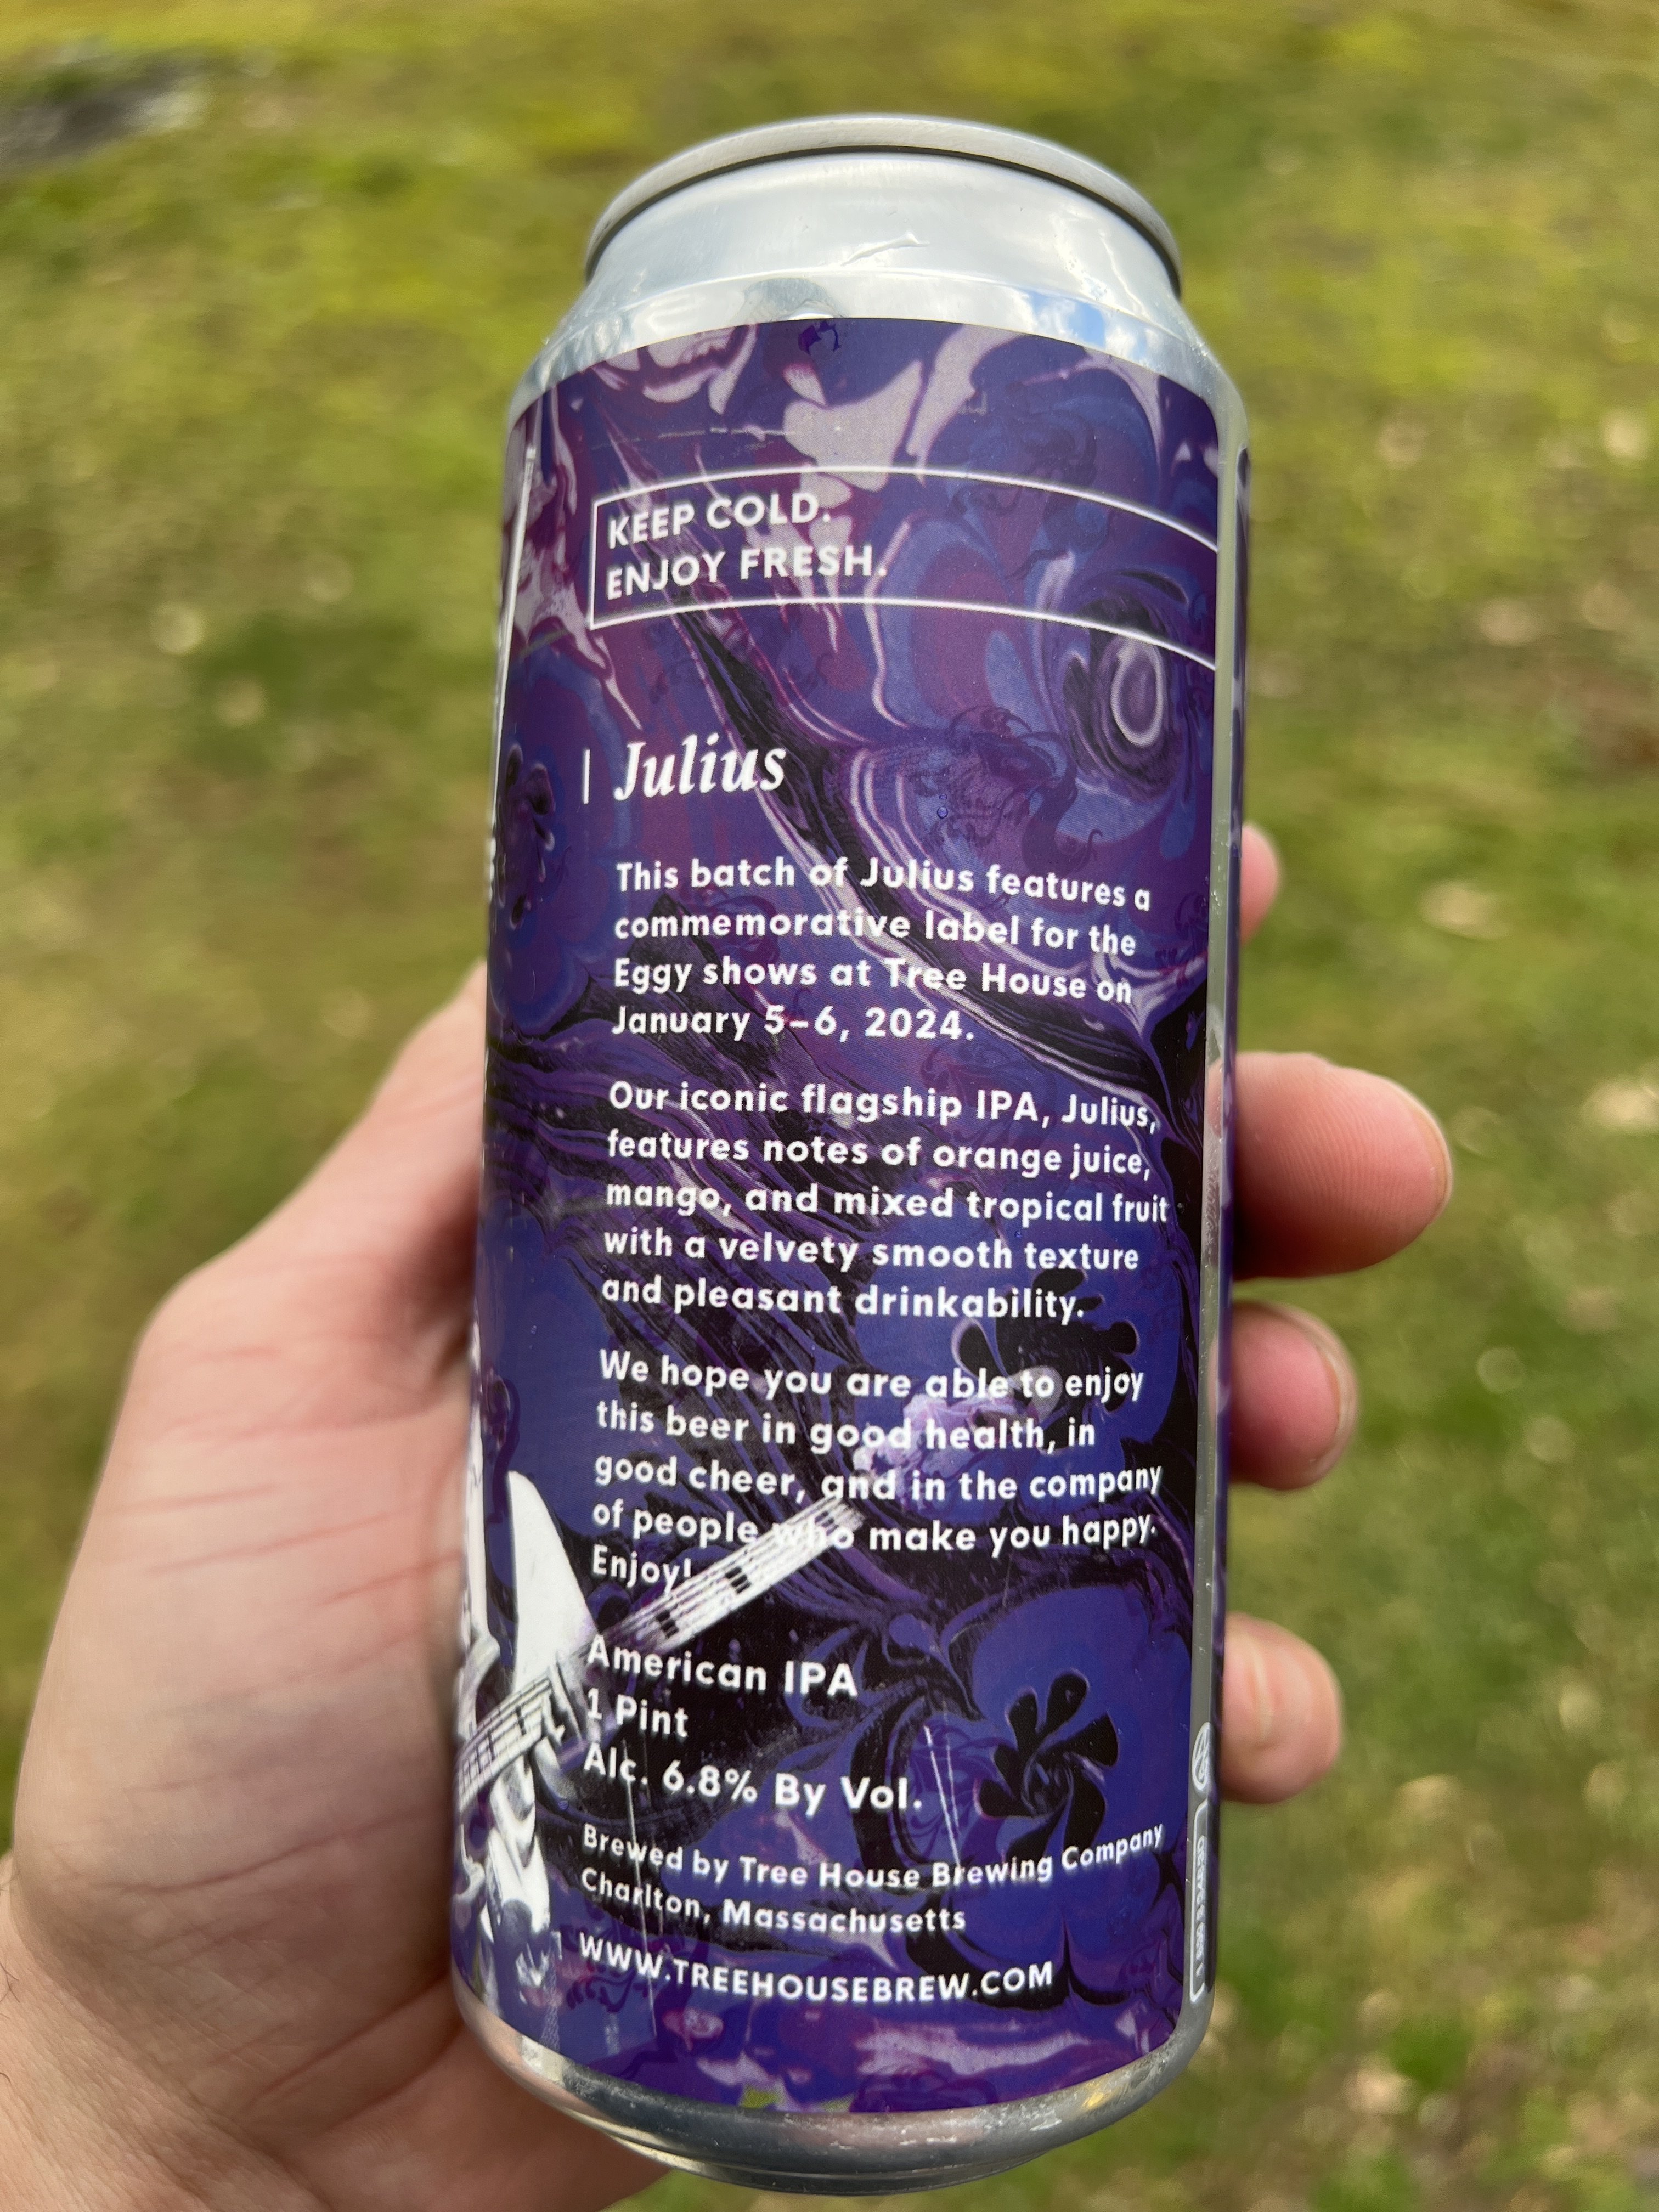 KEEP COLD.
ENJOY FRESH.
Julius
This batch of Julius features a
commemorative label for the
Eggy shows at Tree House on
January 5–6, 2024.
Our iconic flagship IPA, Julius,
features notes of orange juice,
mango, and mixed tropical fruit
with a velvety smooth texture
and pleasant drinkability.
We hope you are able to enjoy
this beer in good health, in
good cheer, and in the company
of people who make you happy.
Enjoy!
American IPA
1 Pint
Alc. 6.8% By Vol.
Brewed by Tree House Brewing Company
Charlton, Massachusetts
WWW.TREEHOUSEBREW.COM